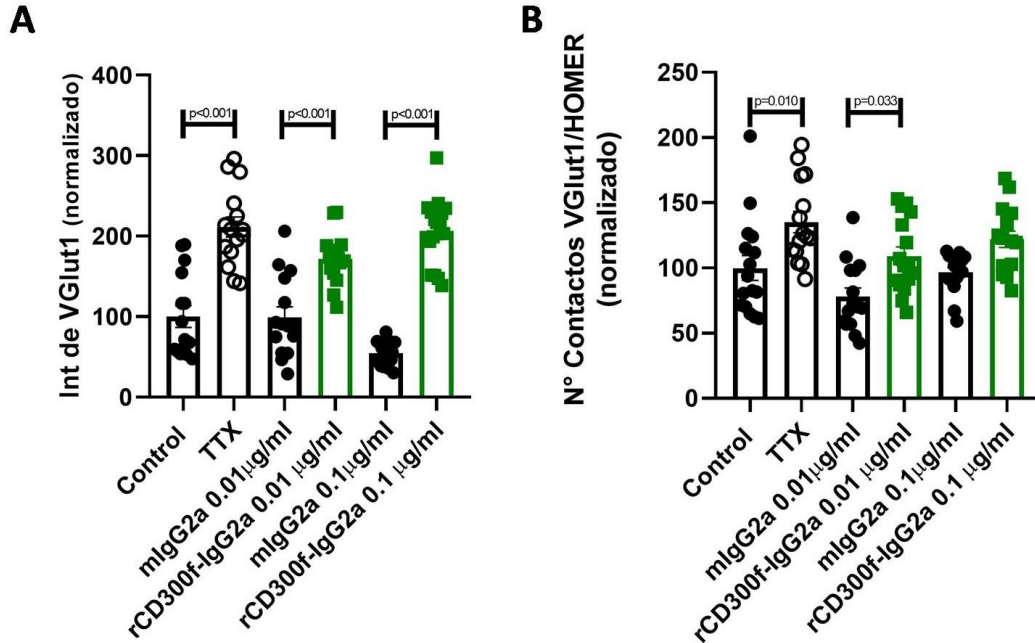 A
Int de VGlut1 (normalizado)
400
300
200
100
0
p<0.001
p<0.001
p<0.001
Control
TTX
mIgG2a 0.01μg/ml
rCD300f-IgG2a 0.01 μg/ml
mIgG2a 0.1μg/ml
rCD300f-IgG2a 0.1 μg/ml
B
N° Contactos VGlut1/HOMER
(normalizado)
250
200
150
100
50
0
p=0.010
p=0.033
Control
TTX
mIgG2a 0.01μg/ml
rCD300f-IgG2a 0.01 μg/ml
mIgG2a 0.1μg/ml
rCD300f-IgG2a 0.1 μg/ml